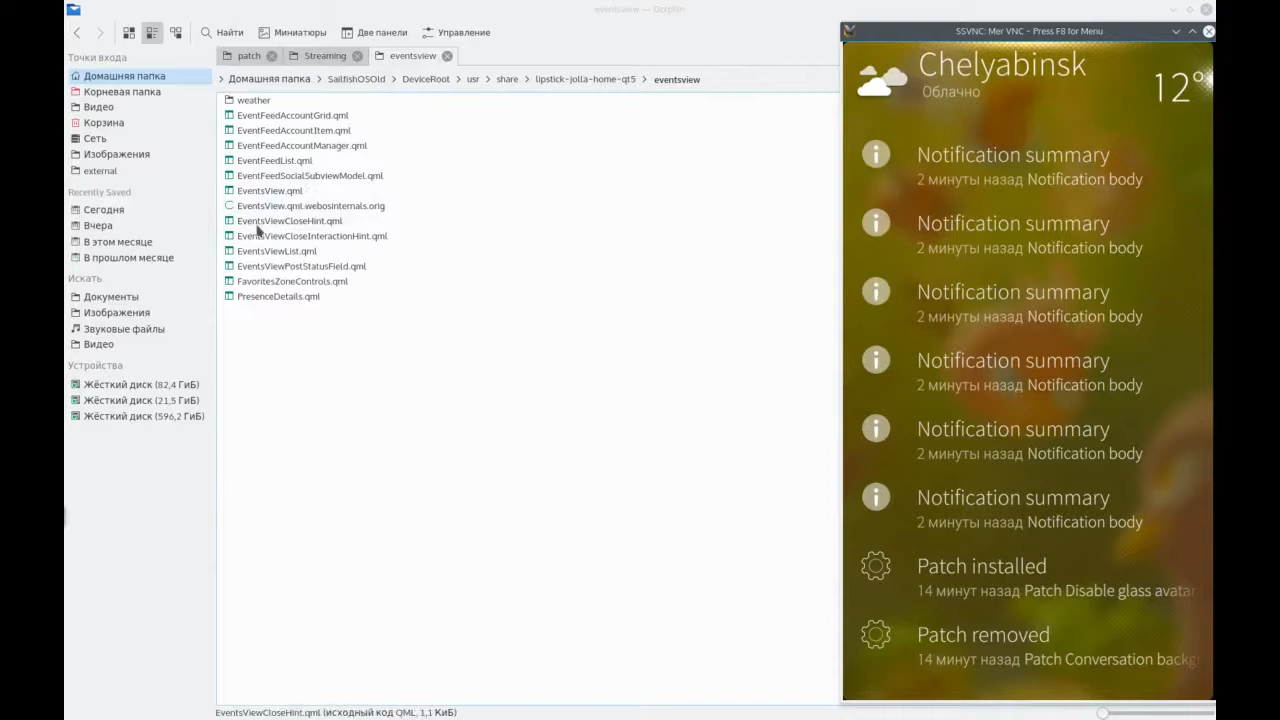 eventsview — Dolphin
Найти
Миниатюры
Две панели
Управление
Точки входа
Домашняя папка
Корневая папка
Видео
Корзина
Сеть
Изображения
external
Recently Saved
Сегодня
Вчера
В этом месяце
В прошлом месяце
Искать
Документы
Изображения
Звуковые файлы
Видео
Устройства
Жёсткий диск (82,4 ГиБ)
Жёсткий диск (21,5 ГиБ)
Жёсткий диск (596,2 ГиБ)
patch
Streaming
eventsview
Домашняя папка > SailfishOSOld > DeviceRoot > usr > share > lipstick-jolla-home-qt5 > eventsview
weather
EventFeedAccountGrid.qml
EventFeedAccountItem.qml
EventFeedAccountManager.qml
EventFeedList.qml
EventFeedSocialSubviewModel.qml
EventsView.qml
EventsView.qml.webosinternals.orig
EventsViewCloseHint.qml
EventsViewCloseInteractionHint.qml
EventsViewList.qml
EventsViewPostStatusField.qml
FavoritesZoneControls.qml
PresenceDetails.qml
EventsViewCloseHint.qml (исходный код QML, 1,1 КиБ)
SSVNC: Mer VNC - Press F8 for Menu
Chelyabinsk
Облачно
12°
Notification summary
2 минуты назад Notification body
Notification summary
2 минуты назад Notification body
Notification summary
2 минуты назад Notification body
Notification summary
2 минуты назад Notification body
Notification summary
2 минуты назад Notification body
Notification summary
2 минуты назад Notification body
Patch installed
14 минут назад Patch Disable glass avatar
Patch removed
14 минут назад Patch Conversation backg